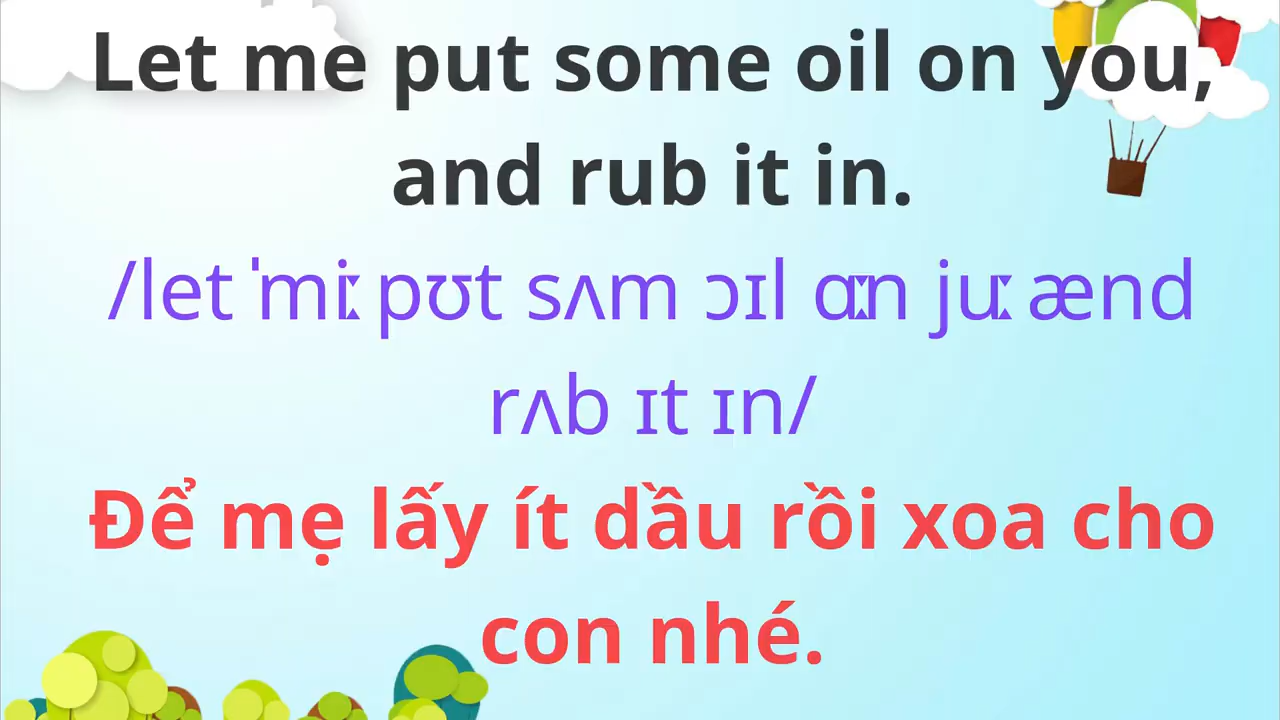 Let me put some oil on you,
and rub it in.
/let ˈmiː pʊt sʌm ɔɪl ɑːn juː ænd
rʌb ɪt ɪn/
Để mẹ lấy ít dầu rồi xoa cho
con nhé.